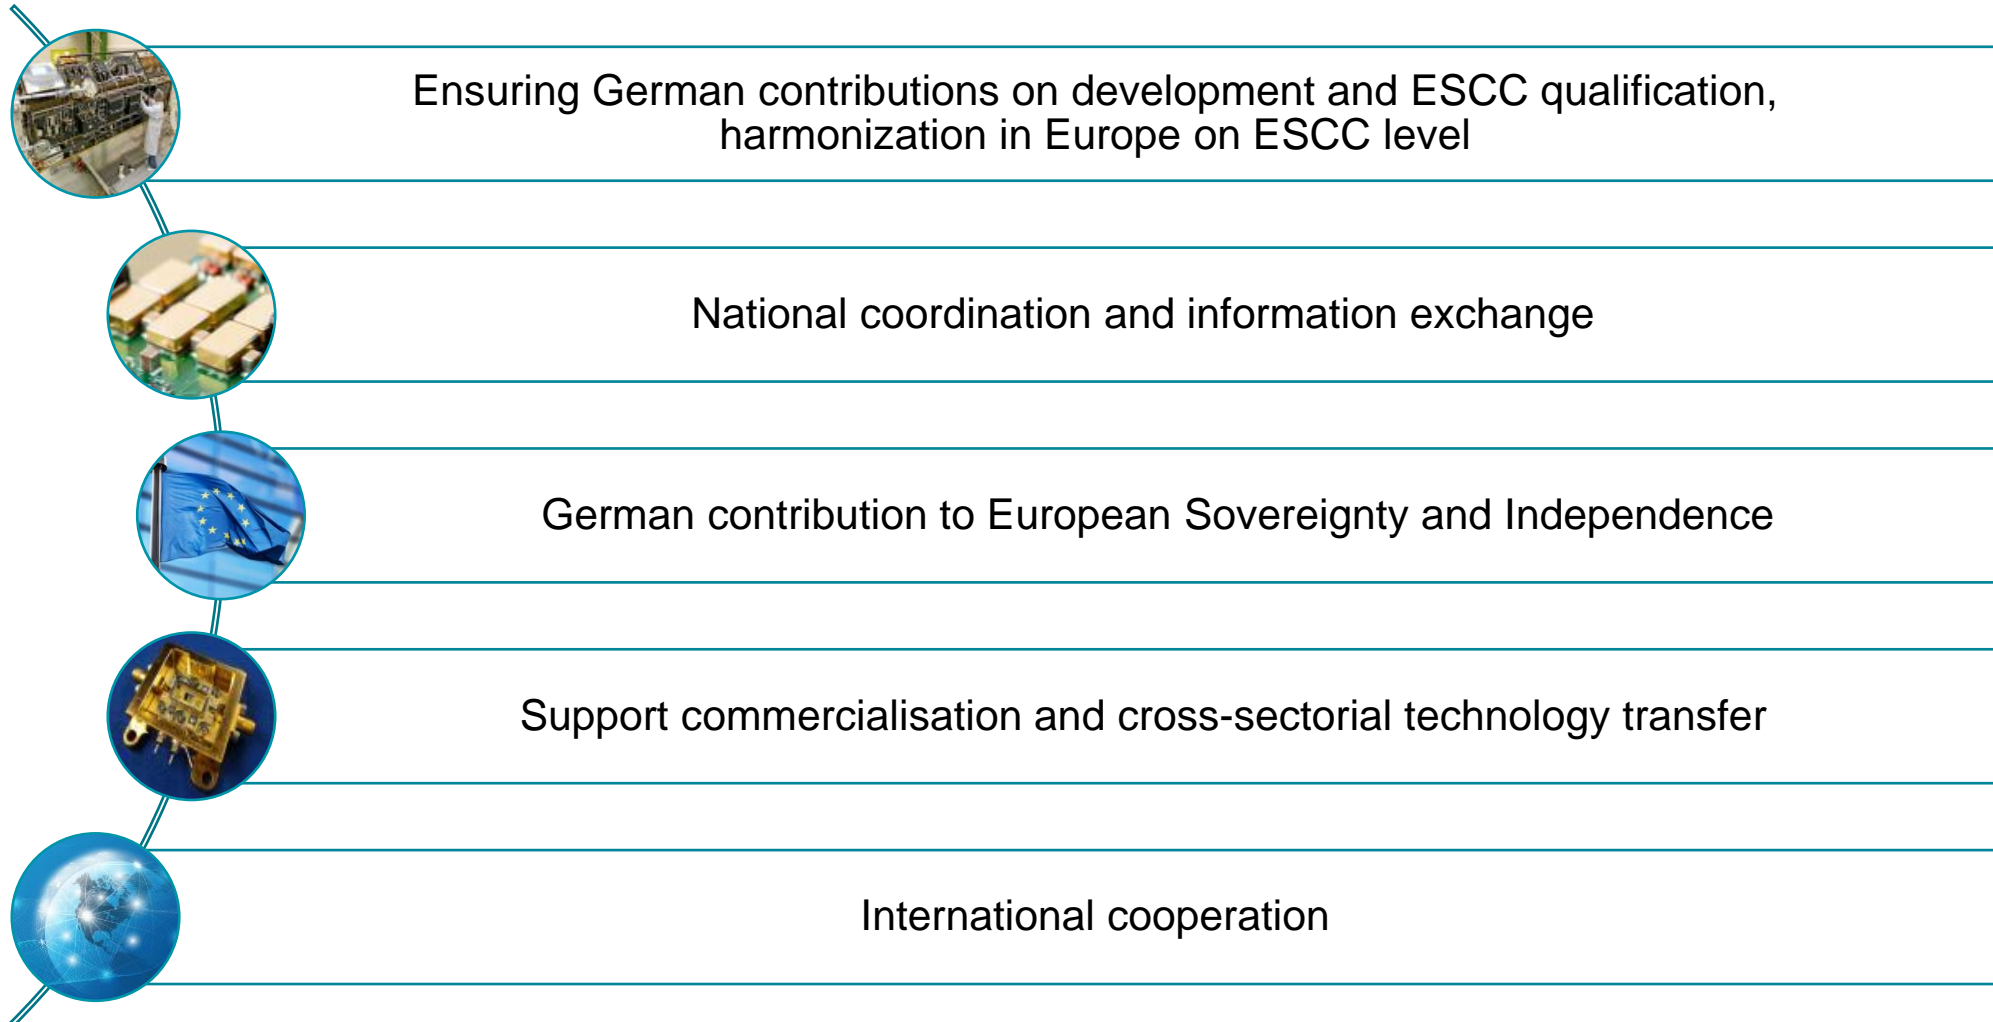 Ensuring German contributions on development and ESCC qualification,
harmonization in Europe on ESCC level
National coordination and information exchange
German contribution to European Sovereignty and Independence
Support commercialisation and cross-sectorial technology transfer
International cooperation